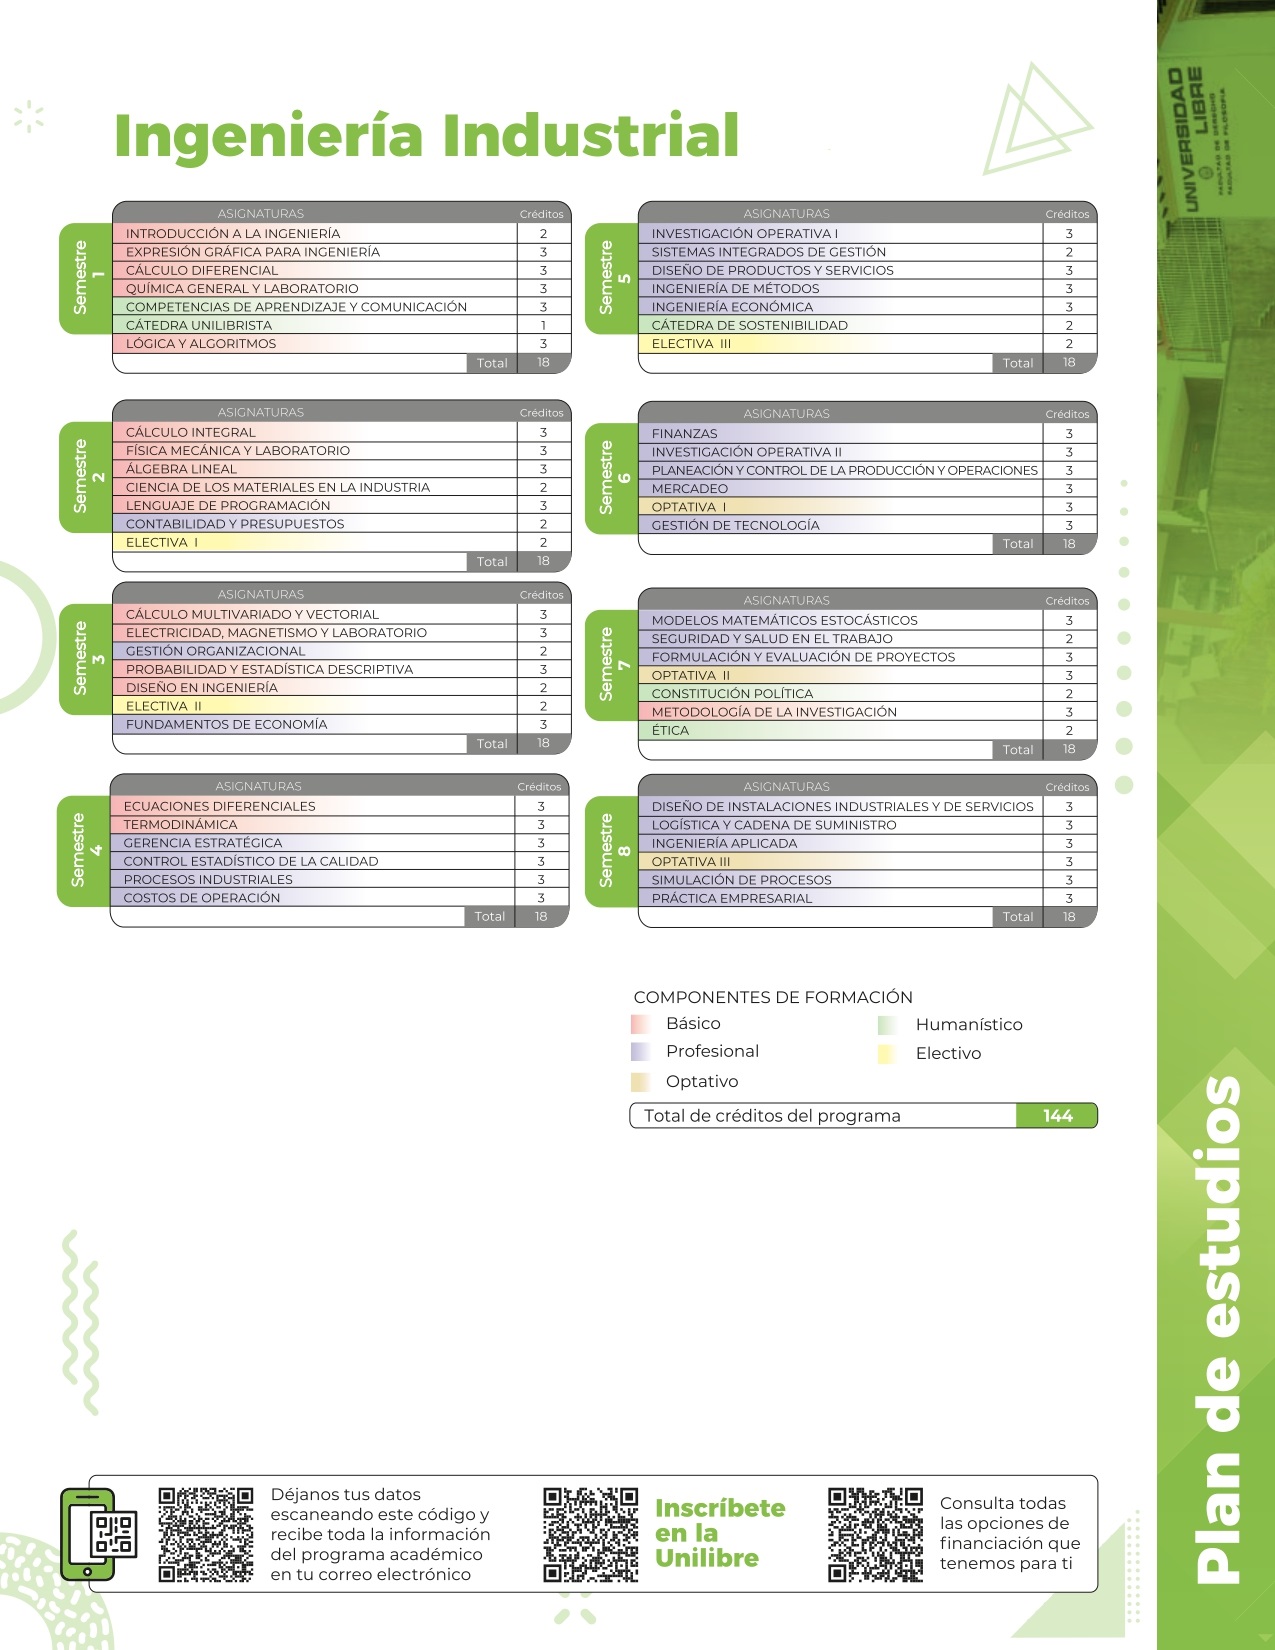 Ingeniería Industrial
Semestre 1
ASIGNATURAS Créditos
INTRODUCCIÓN A LA INGENIERÍA 2
EXPRESIÓN GRÁFICA PARA INGENIERÍA 3
CÁLCULO DIFERENCIAL 3
QUÍMICA GENERAL Y LABORATORIO 3
COMPETENCIAS DE APRENDIZAJE Y COMUNICACIÓN 3
CÁTEDRA UNILIBRISTA 1
LÓGICA Y ALGORITMOS 3
Total 18
Semestre 2
ASIGNATURAS Créditos
CÁLCULO INTEGRAL 3
FÍSICA MECÁNICA Y LABORATORIO 3
ÁLGEBRA LINEAL 3
CIENCIA DE LOS MATERIALES EN LA INDUSTRIA 2
LENGUAJE DE PROGRAMACIÓN 3
CONTABILIDAD Y PRESUPUESTOS 2
ELECTIVA I 2
Total 18
Semestre 3
ASIGNATURAS Créditos
CÁLCULO MULTIVARIADO Y VECTORIAL 3
ELECTRICIDAD, MAGNETISMO Y LABORATORIO 3
GESTIÓN ORGANIZACIONAL 2
PROBABILIDAD Y ESTADÍSTICA DESCRIPTIVA 3
DISEÑO EN INGENIERÍA 2
ELECTIVA II 2
FUNDAMENTOS DE ECONOMÍA 3
Total 18
Semestre 4
ASIGNATURAS Créditos
ECUACIONES DIFERENCIALES 3
TERMODINÁMICA 3
GERENCIA ESTRATÉGICA 3
CONTROL ESTADÍSTICO DE LA CALIDAD 3
PROCESOS INDUSTRIALES 3
COSTOS DE OPERACIÓN 3
Total 18
Semestre 5
ASIGNATURAS Créditos
INVESTIGACIÓN OPERATIVA I 3
SISTEMAS INTEGRADOS DE GESTIÓN 2
DISEÑO DE PRODUCTOS Y SERVICIOS 3
INGENIERÍA DE MÉTODOS 3
INGENIERÍA ECONÓMICA 3
CÁTEDRA DE SOSTENIBILIDAD 2
ELECTIVA III 2
Total 18
Semestre 6
ASIGNATURAS Créditos
FINANZAS 3
INVESTIGACIÓN OPERATIVA II 3
PLANEACIÓN Y CONTROL DE LA PRODUCCIÓN Y OPERACIONES 3
MERCADEO 3
OPTATIVA I 3
GESTIÓN DE TECNOLOGÍA 3
Total 18
Semestre 7
ASIGNATURAS Créditos
MODELOS MATEMÁTICOS ESTOCÁSTICOS 3
SEGURIDAD Y SALUD EN EL TRABAJO 2
FORMULACIÓN Y EVALUACIÓN DE PROYECTOS 3
OPTATIVA II 3
CONSTITUCIÓN POLÍTICA 2
METODOLOGÍA DE LA INVESTIGACIÓN 3
ÉTICA 2
Total 18
Semestre 8
ASIGNATURAS Créditos
DISEÑO DE INSTALACIONES INDUSTRIALES Y DE SERVICIOS 3
LOGÍSTICA Y CADENA DE SUMINISTRO 3
INGENIERÍA APLICADA 3
OPTATIVA III 3
SIMULACIÓN DE PROCESOS 3
PRÁCTICA EMPRESARIAL 3
Total 18
COMPONENTES DE FORMACIÓN
Básico
Profesional
Optativo
Humanístico
Electivo
Total de créditos del programa 144
Déjanos tus datos
escaneando este código y
recibe toda la información
del programa académico
en tu correo electrónico
Inscríbete
en la
Unilibre
Consulta todas
las opciones de
financiación que
tenemos para ti
Plan de estudios
UNIVERSIDAD
LIBRE
FACULTAD DE DERECHO
FACULTAD DE FILOSOFIA